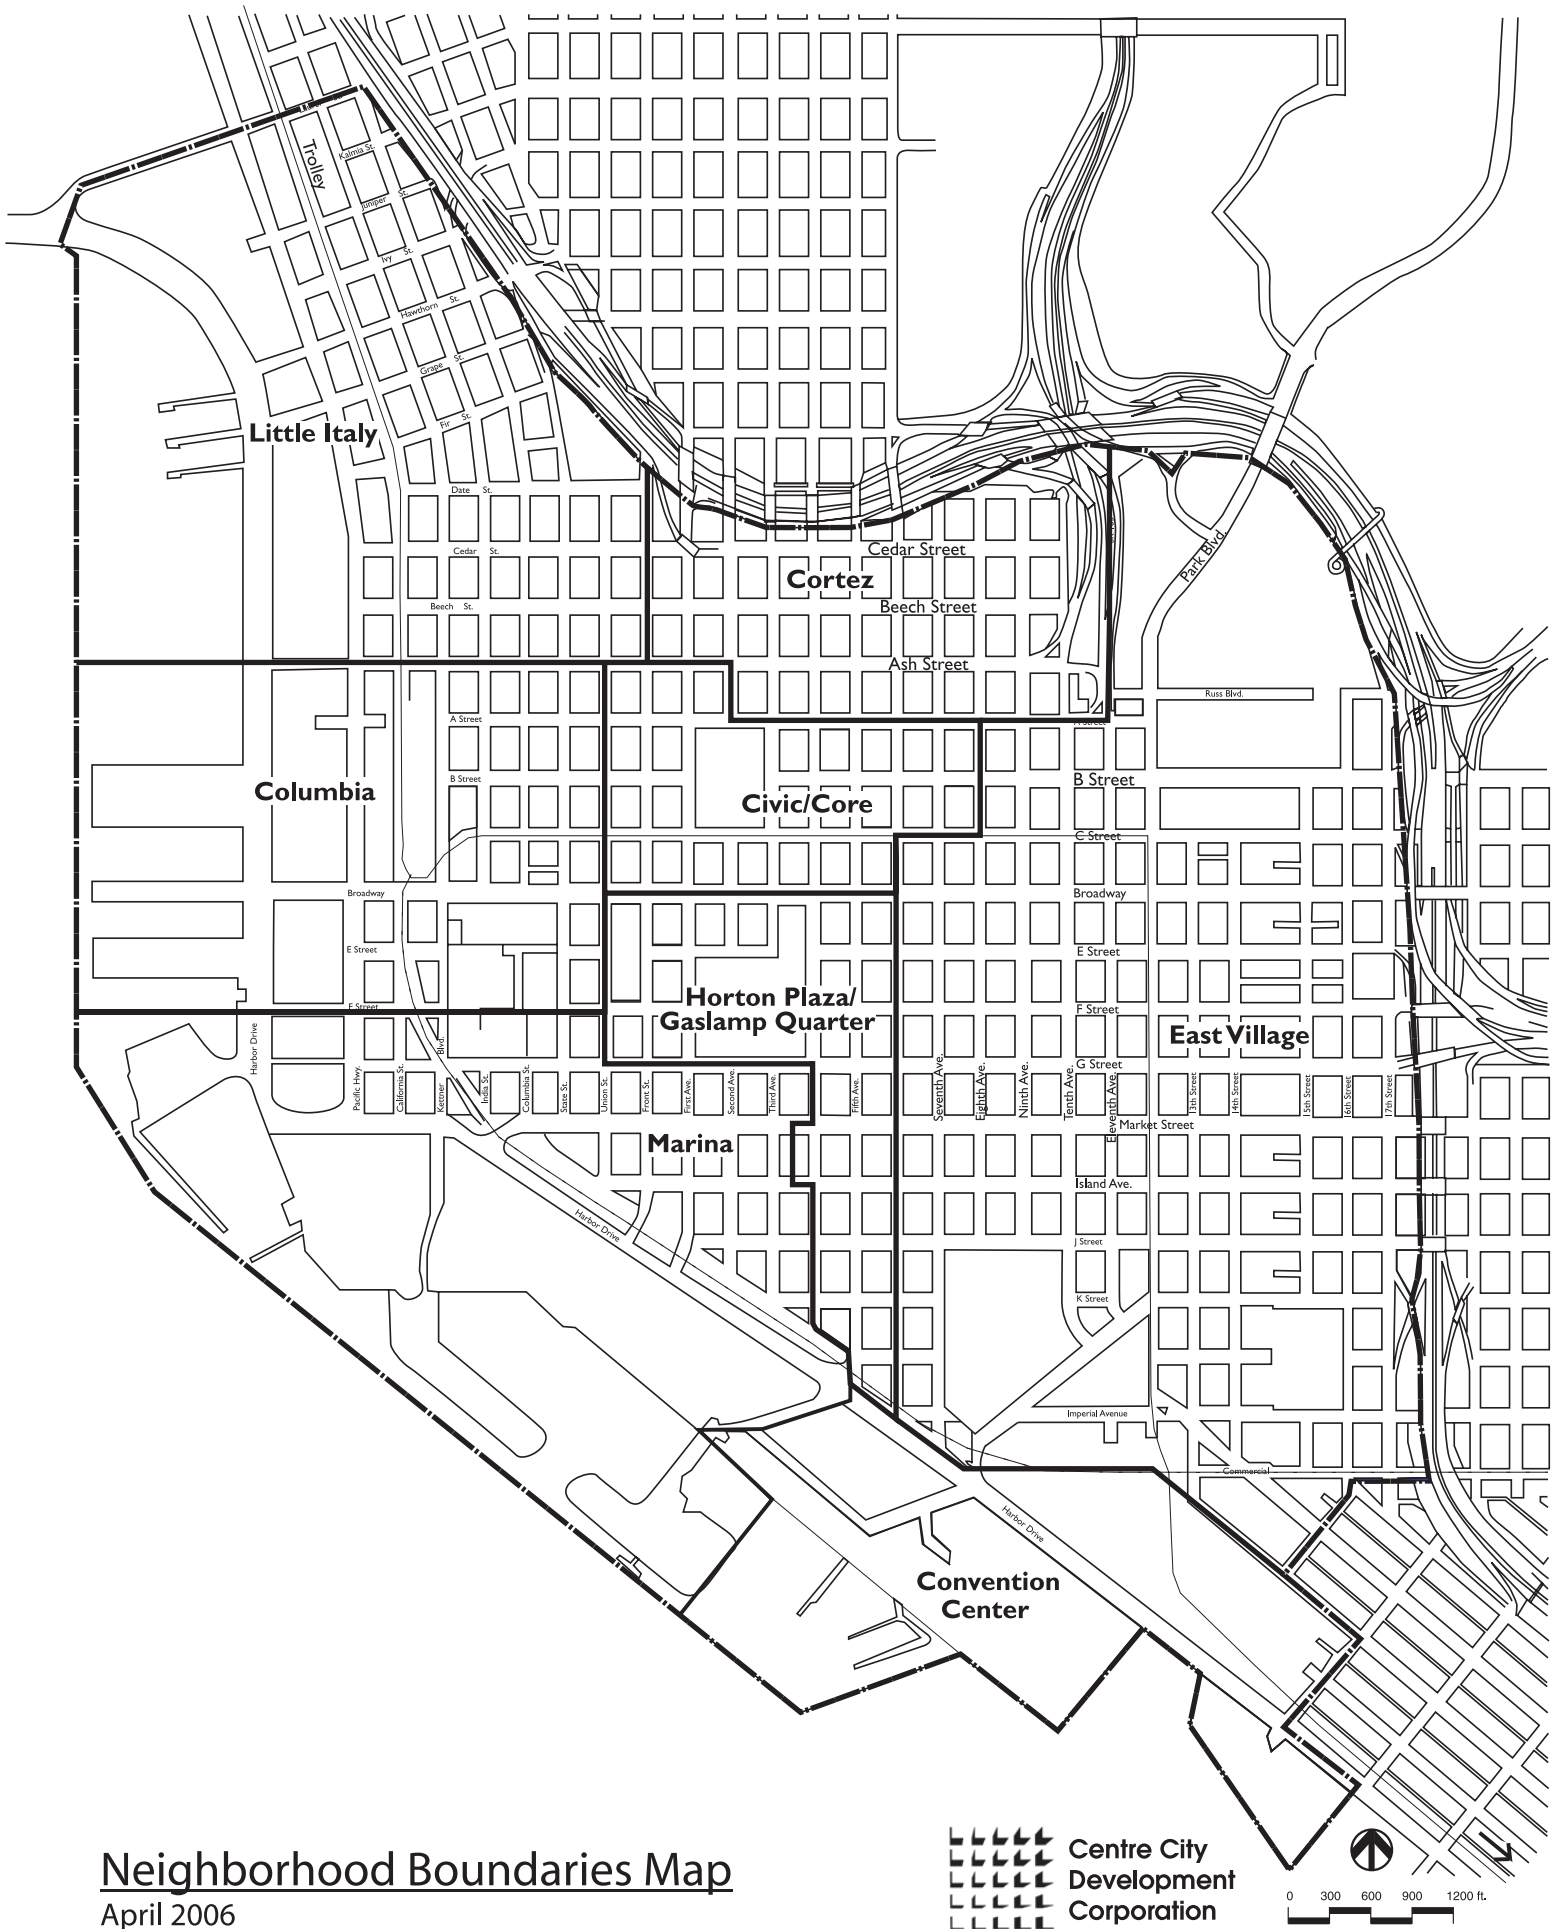 Trolley
Kalmia St.
Juniper St.
Ivy St.
Hawthorn St.
Grape St.
Fir St.
Little Italy
Date St.
Cedar St.
Beech St.
Cedar Street
Cortez
Beech Street
Ash Street
Park Blvd.
Russ Blvd.
A Street
A Street
B Street
B Street
Columbia
Civic/Core
C Street
Broadway
Broadway
E Street
E Street
Horton Plaza/
Gaslamp Quarter
F Street
F Street
East Village
G Street
Harbor Drive
Pacific Hwy.
California St.
Kettner Blvd.
India St.
Columbia St.
State St.
Union St.
Front St.
First Ave.
Second Ave.
Third Ave.
Fifth Ave.
Seventh Ave.
Eighth Ave.
Ninth Ave.
Tenth Ave.
Eleventh Ave.
13th Street
14th Street
15th Street
16th Street
17th Street
Market Street
Marina
Island Ave.
Harbor Drive
J Street
K Street
Imperial Avenue
Commercial
Harbor Drive
Convention
Center
Neighborhood Boundaries Map
April 2006
Centre City
Development
Corporation
0 300 600 900 1200 ft.